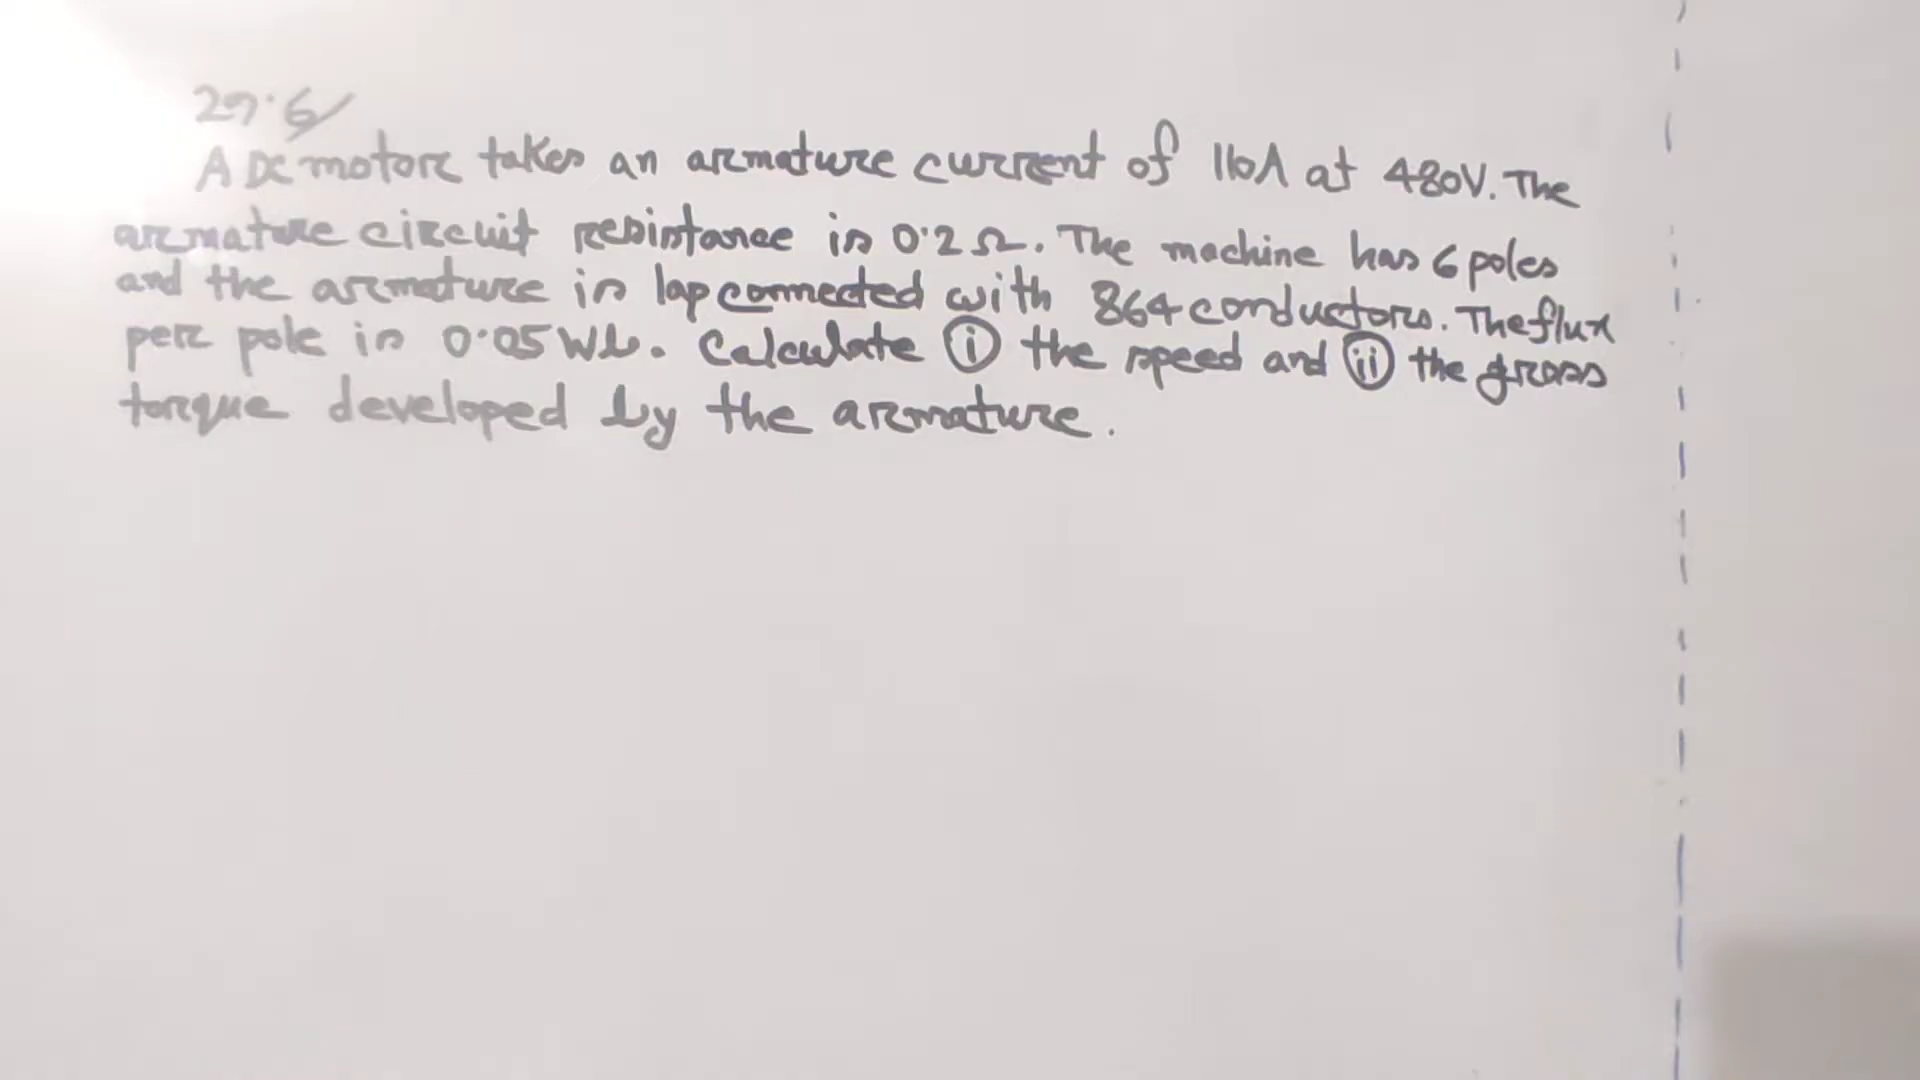 29.6
A DC motor takes an armature current of 110A at 480V. The
armature circuit resistance is 0.2 Ω. The machine has 6 poles
and the armature is lap connected with 864 conductors. The flux
per pole is 0.05 Wb. Calculate (i) the speed and (ii) the gross
torque developed by the armature.